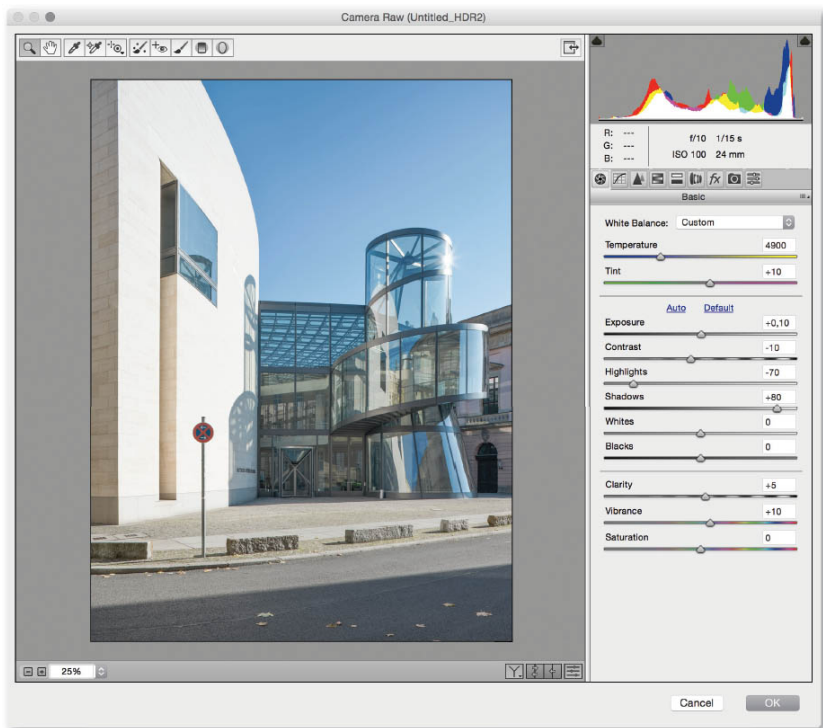 Camera Raw (Untitled_HDR2)
R: ---
G: ---
B: ---
f/10 1/15 s
ISO 100 24 mm
fx
Basic
White Balance: Custom
Temperature 4900
Tint +10
Auto Default
Exposure +0,10
Contrast -10
Highlights -70
Shadows +80
Whites 0
Blacks 0
Clarity +5
Vibrance +10
Saturation 0
25%
Y
Cancel OK